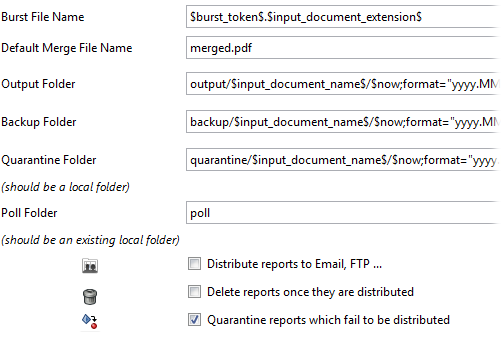 Burst File Name $burst_token$.$input_document_extension$
Default Merge File Name merged.pdf
Output Folder output/$input_document_name$/$now;format="yyyy.MM
Backup Folder backup/$input_document_name$/$now;format="yyyy.MM
Quarantine Folder quarantine/$input_document_name$/$now;format="yyyy.
(should be a local folder)
Poll Folder poll
(should be an existing local folder)
Distribute reports to Email, FTP ...
Delete reports once they are distributed
Quarantine reports which fail to be distributed